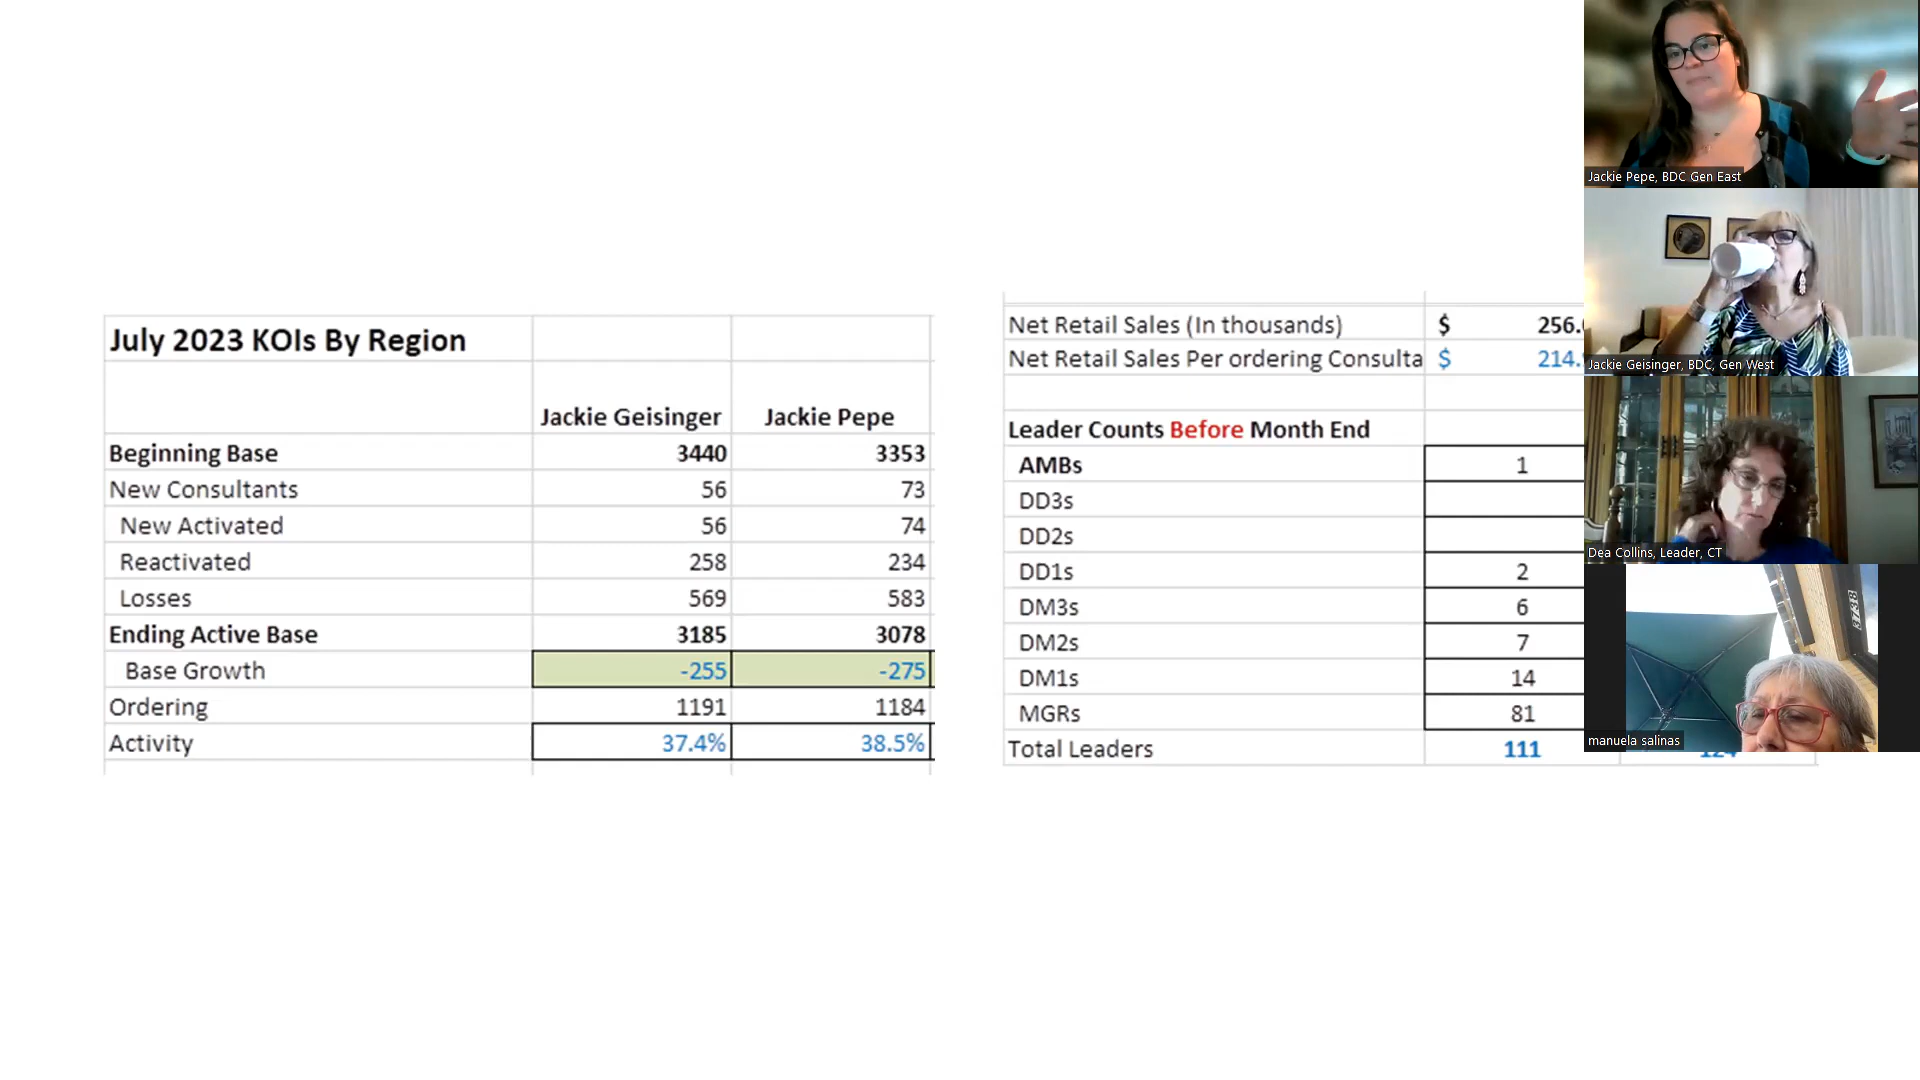 July 2023 KOIs By Region
Jackie Geisinger Jackie Pepe
Beginning Base 3440 3353
New Consultants 56 73
New Activated 56 74
Reactivated 258 234
Losses 569 583
Ending Active Base 3185 3078
Base Growth -255 -275
Ordering 1191 1184
Activity 37.4% 38.5%
Net Retail Sales (In thousands) $ 256.
Net Retail Sales Per ordering Consulta $ 214.
Leader Counts Before Month End
AMBs 1
DD3s
DD2s
DD1s 2
DM3s 6
DM2s 7
DM1s 14
MGRs 81
Total Leaders 111
Jackie Pepe, BDC Gen East
Jackie Geisinger, BDC, Gen West
Dea Collins, Leader, CT
3738
manuela salinas